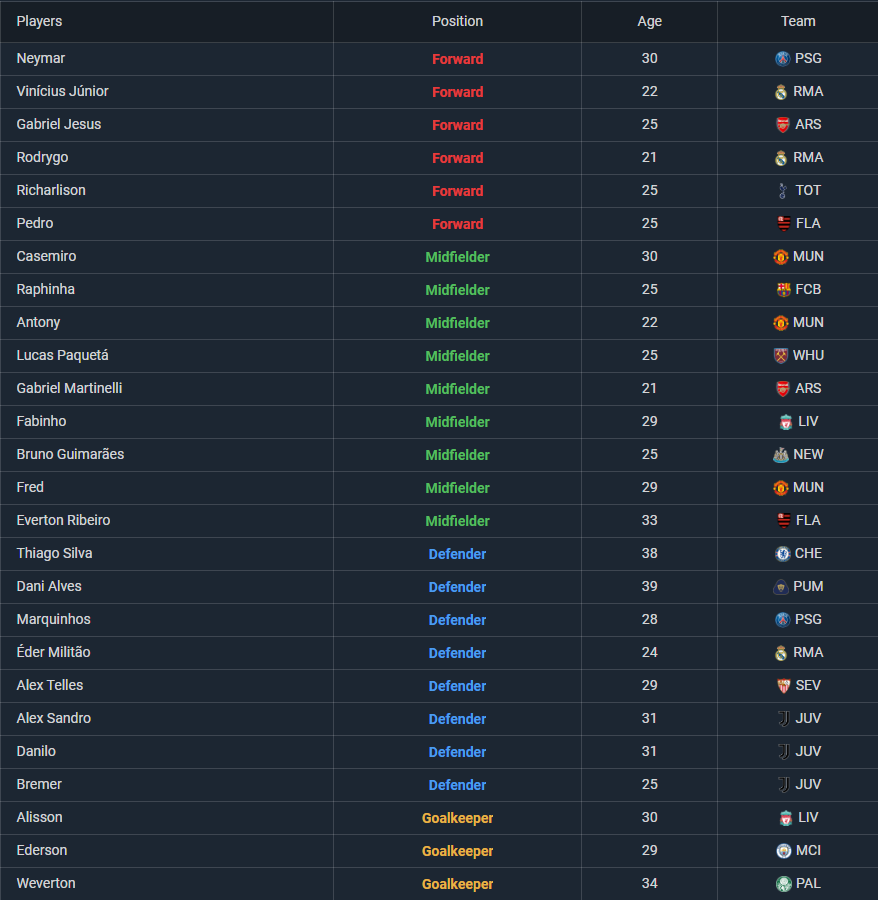 Players Position Age Team
Neymar Forward 30 PSG
Vinícius Júnior Forward 22 RMA
Gabriel Jesus Forward 25 ARS
Rodrygo Forward 21 RMA
Richarlison Forward 25 TOT
Pedro Forward 25 FLA
Casemiro Midfielder 30 MUN
Raphinha Midfielder 25 FCB
Antony Midfielder 22 MUN
Lucas Paquetá Midfielder 25 WHU
Gabriel Martinelli Midfielder 21 ARS
Fabinho Midfielder 29 LIV
Bruno Guimarães Midfielder 25 NEW
Fred Midfielder 29 MUN
Everton Ribeiro Midfielder 33 FLA
Thiago Silva Defender 38 CHE
Dani Alves Defender 39 PUM
Marquinhos Defender 28 PSG
Éder Militão Defender 24 RMA
Alex Telles Defender 29 SEV
Alex Sandro Defender 31 JUV
Danilo Defender 31 JUV
Bremer Defender 25 JUV
Alisson Goalkeeper 30 LIV
Ederson Goalkeeper 29 MCI
Weverton Goalkeeper 34 PAL